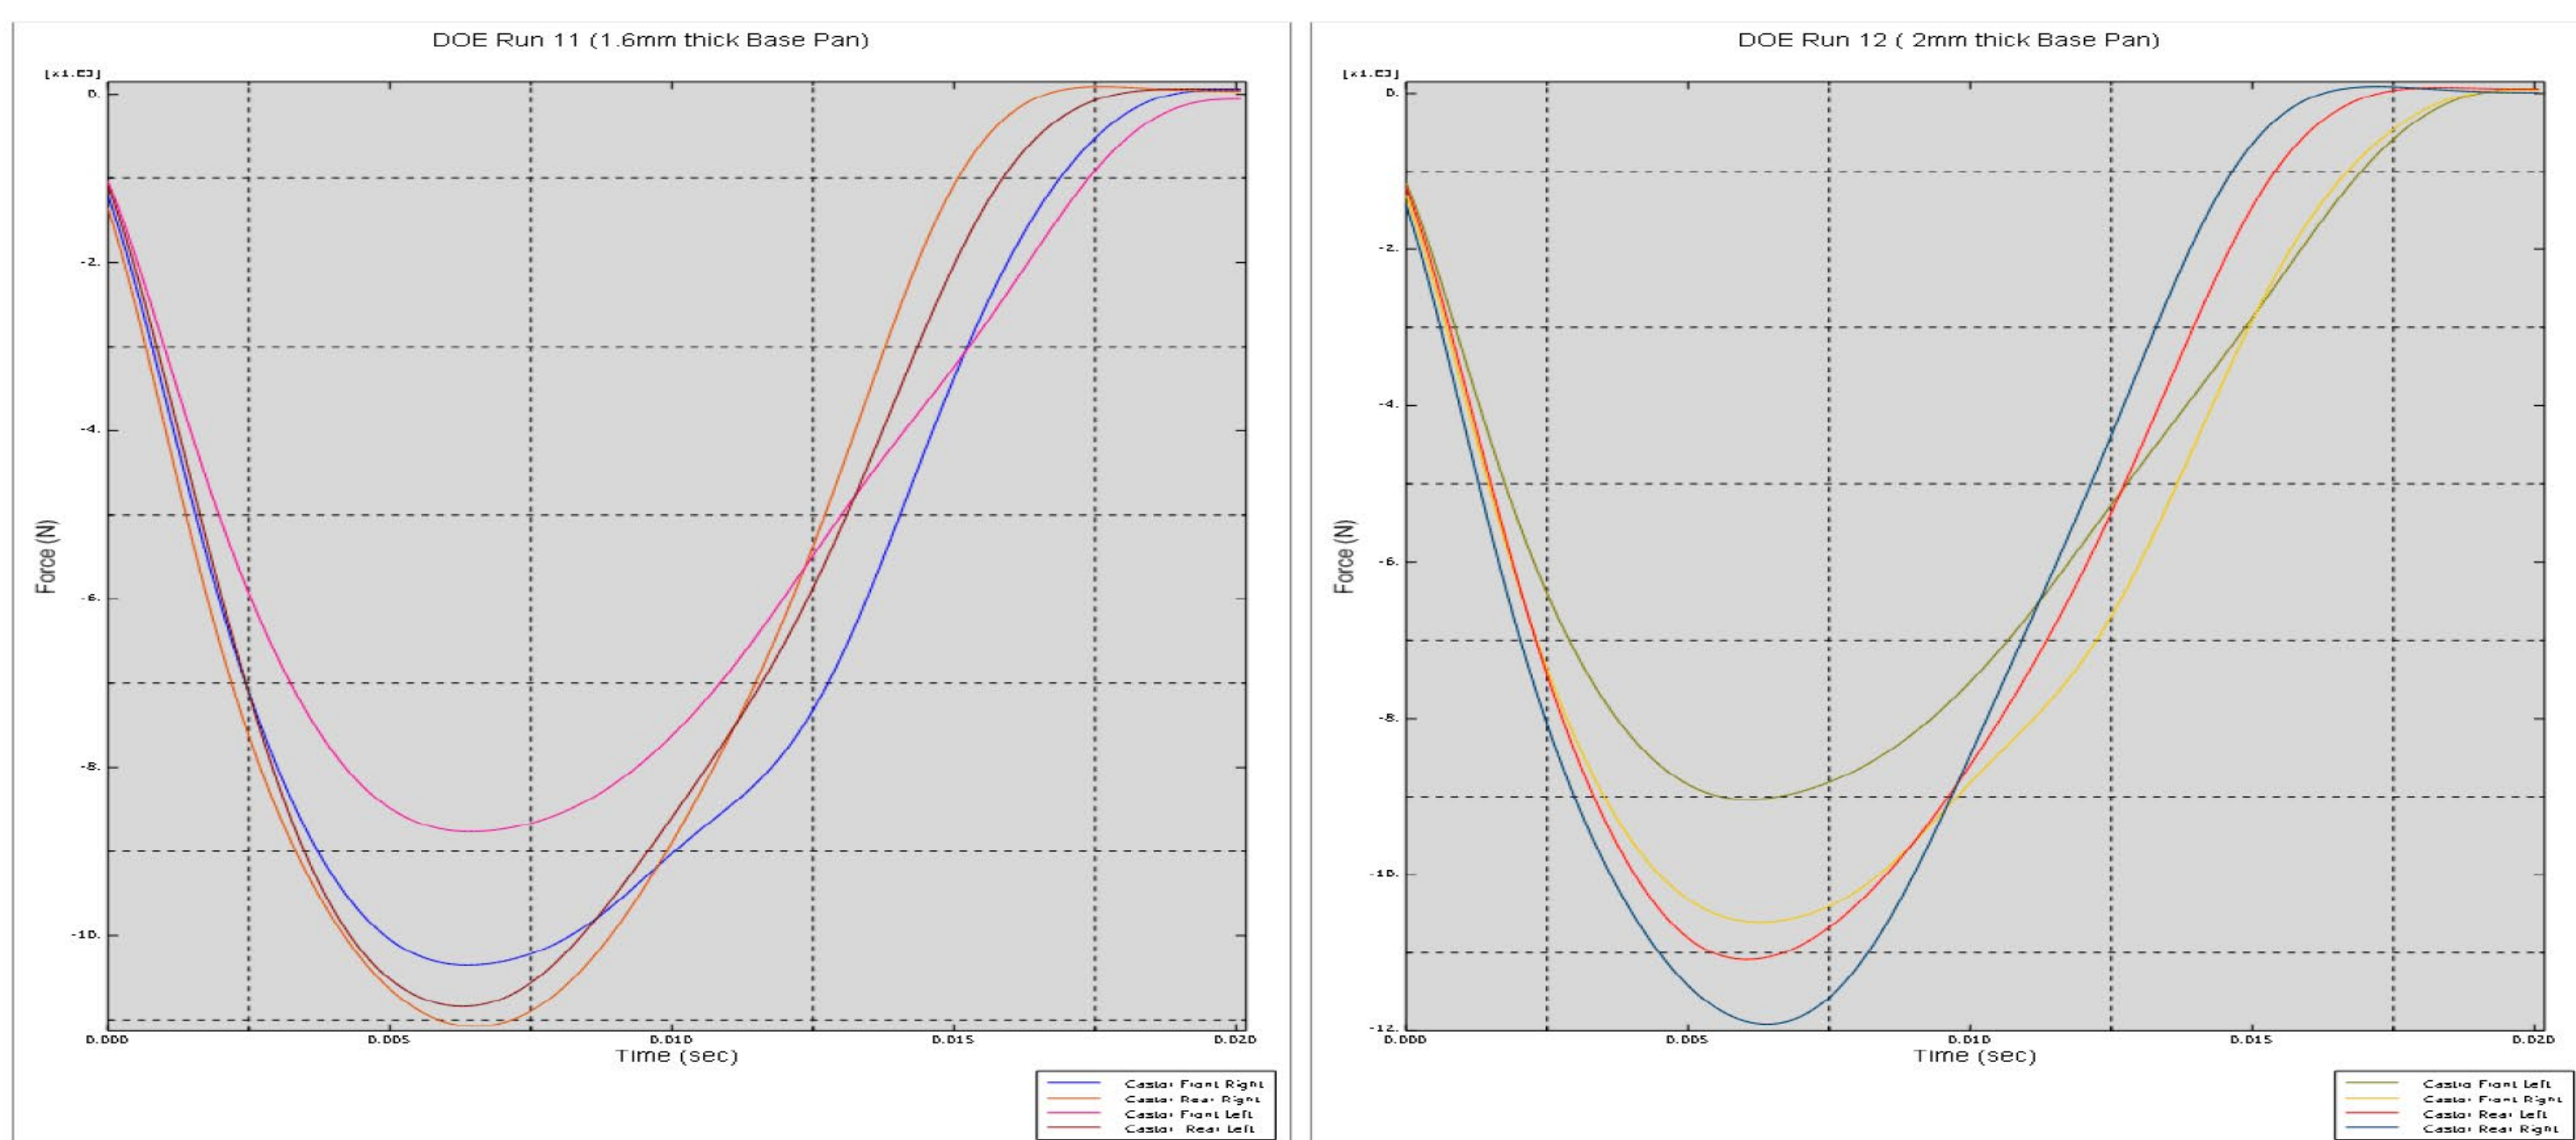 DOE Run 11 (1.6mm thick Base Pan)
[x1.E3]
0.
-2.
-4.
-6.
-8.
-10.
Force (N)
0.000
0.005
0.010
0.015
0.020
Time (sec)
Castor Front Right
Castor Rear Right
Castor Front Left
Castor Rear Left
DOE Run 12 ( 2mm thick Base Pan)
[x1.E3]
0.
-2.
-4.
-6.
-8.
-10.
-12.
Force (N)
0.000
0.005
0.010
0.015
0.020
Time (sec)
Castro Front Left
Castor Front Right
Castor Rear Left
Castor Rear Right